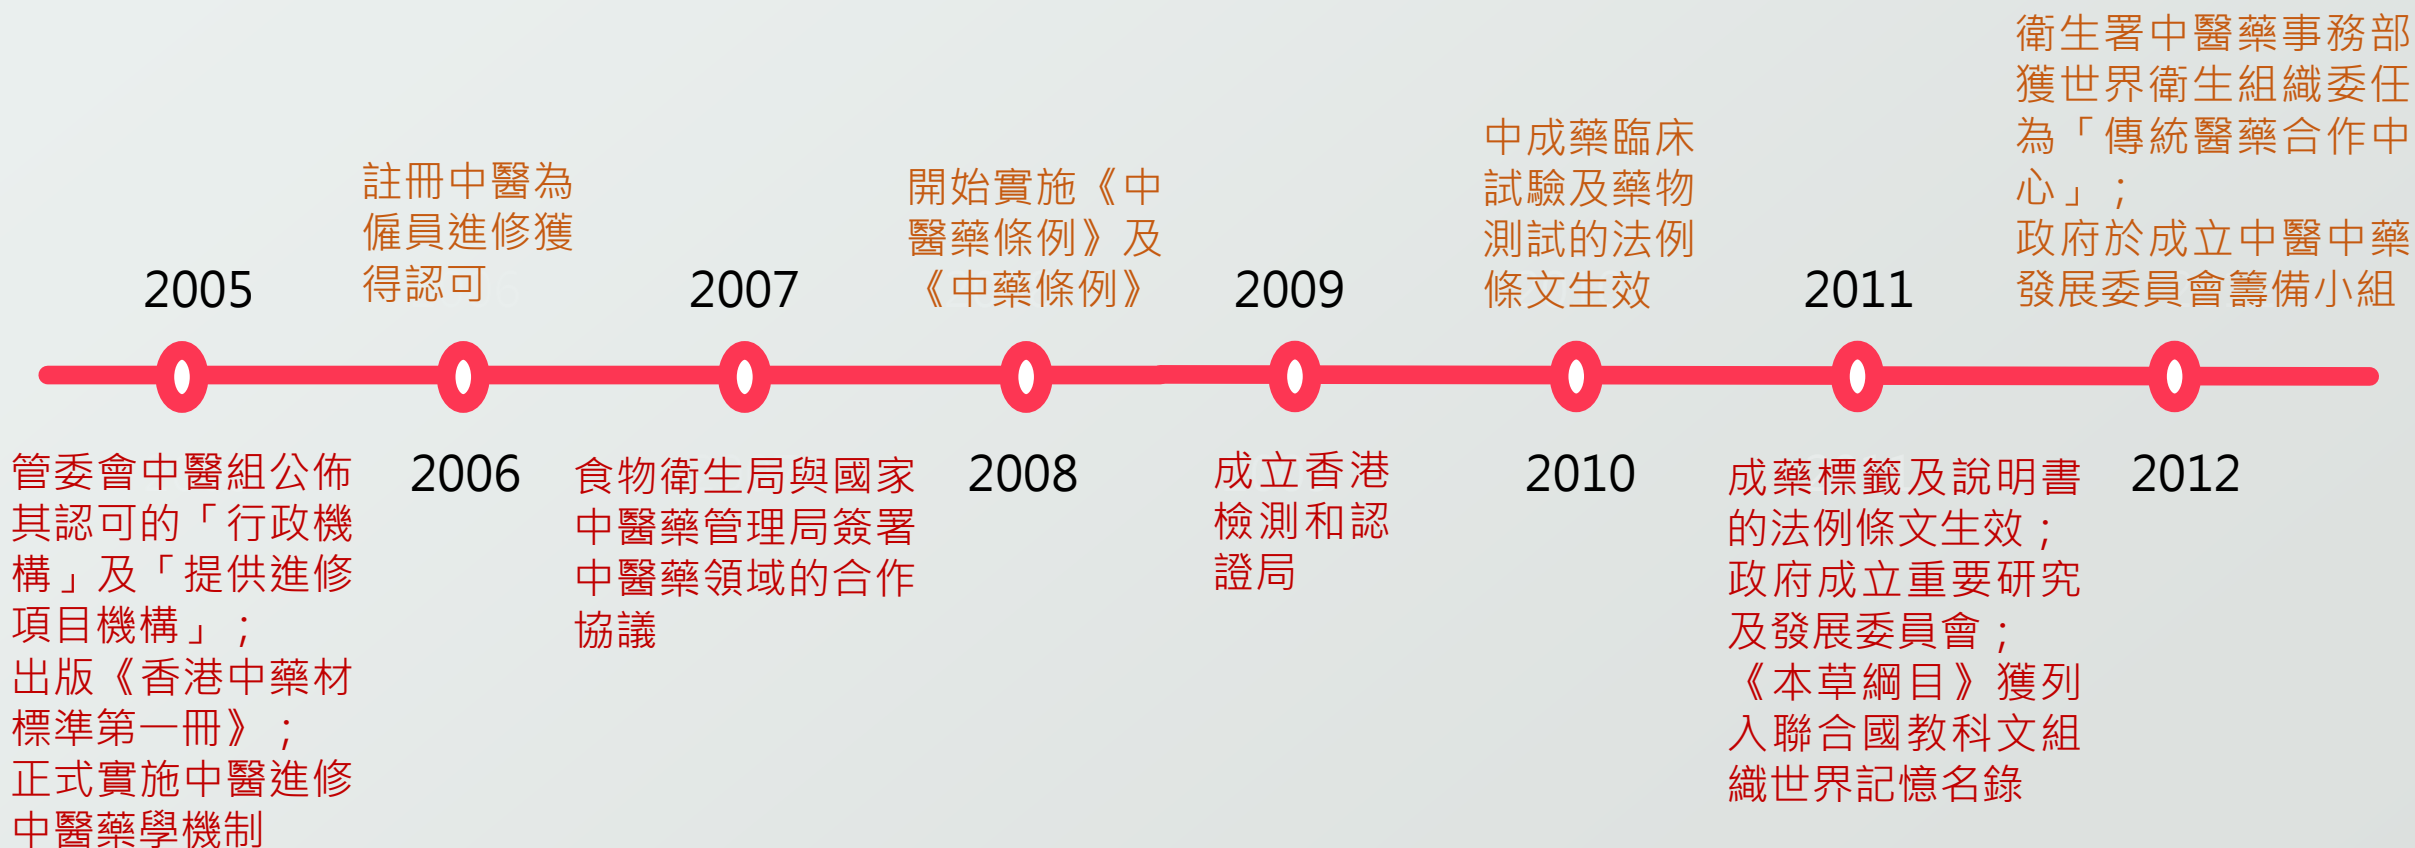 2005
管委會中醫組公佈
其認可的「行政機
構」及「提供進修
項目機構」；
出版《香港中藥材
標準第一冊》；
正式實施中醫進修
中醫藥學機制
註冊中醫為
僱員進修獲
得認可
2006
2007
食物衛生局與國家
中醫藥管理局簽署
中醫藥領域的合作
協議
開始實施《中
醫藥條例》及
《中藥條例》
2008
2009
成立香港
檢測和認
證局
中成藥臨床
試驗及藥物
測試的法例
條文生效
2010
2011
成藥標籤及說明書
的法例條文生效；
政府成立重要研究
及發展委員會；
《本草綱目》獲列
入聯合國教科文組
織世界記憶名錄
衛生署中醫藥事務部
獲世界衛生組織委任
為「傳統醫藥合作中
心」；
政府於成立中醫中藥
發展委員會籌備小組
2012